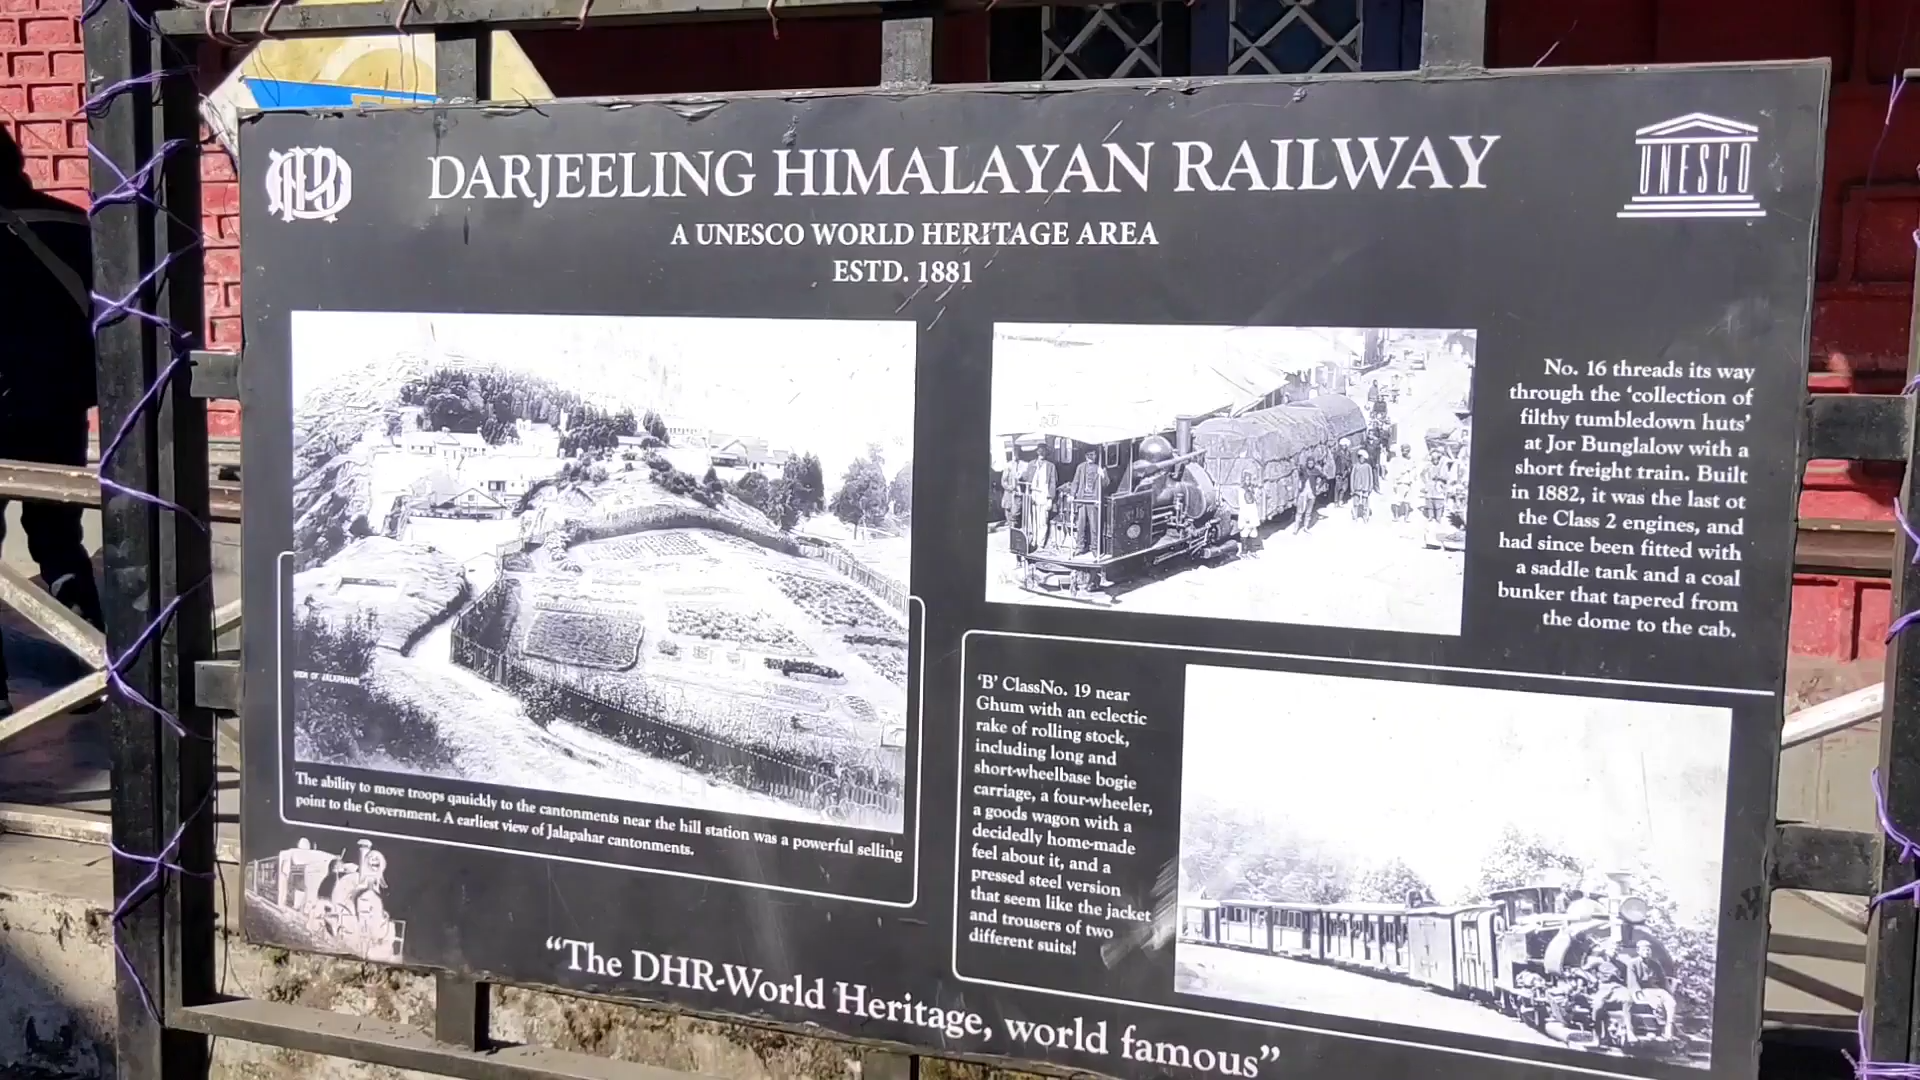 DHR
DARJEELING HIMALAYAN RAILWAY
UNESCO
A UNESCO WORLD HERITAGE AREA
ESTD. 1881
VIEW OF JALAPAHAR
The ability to move troops qauickly to the cantonments near the hill station was a powerful selling
point to the Government. A earliest view of Jalapahar cantonments.
No. 16 threads its way
through the ‘collection of
filthy tumbledown huts’
at Jor Bunglalow with a
short freight train. Built
in 1882, it was the last ot
the Class 2 engines, and
had since been fitted with
a saddle tank and a coal
bunker that tapered from
the dome to the cab.
‘B’ ClassNo. 19 near
Ghum with an eclectic
rake of rolling stock,
including long and
short-wheelbase bogie
carriage, a four-wheeler,
a goods wagon with a
decidedly home-made
feel about it, and a
pressed steel version
that seem like the jacket
and trousers of two
different suits!
“The DHR-World Heritage, world famous”